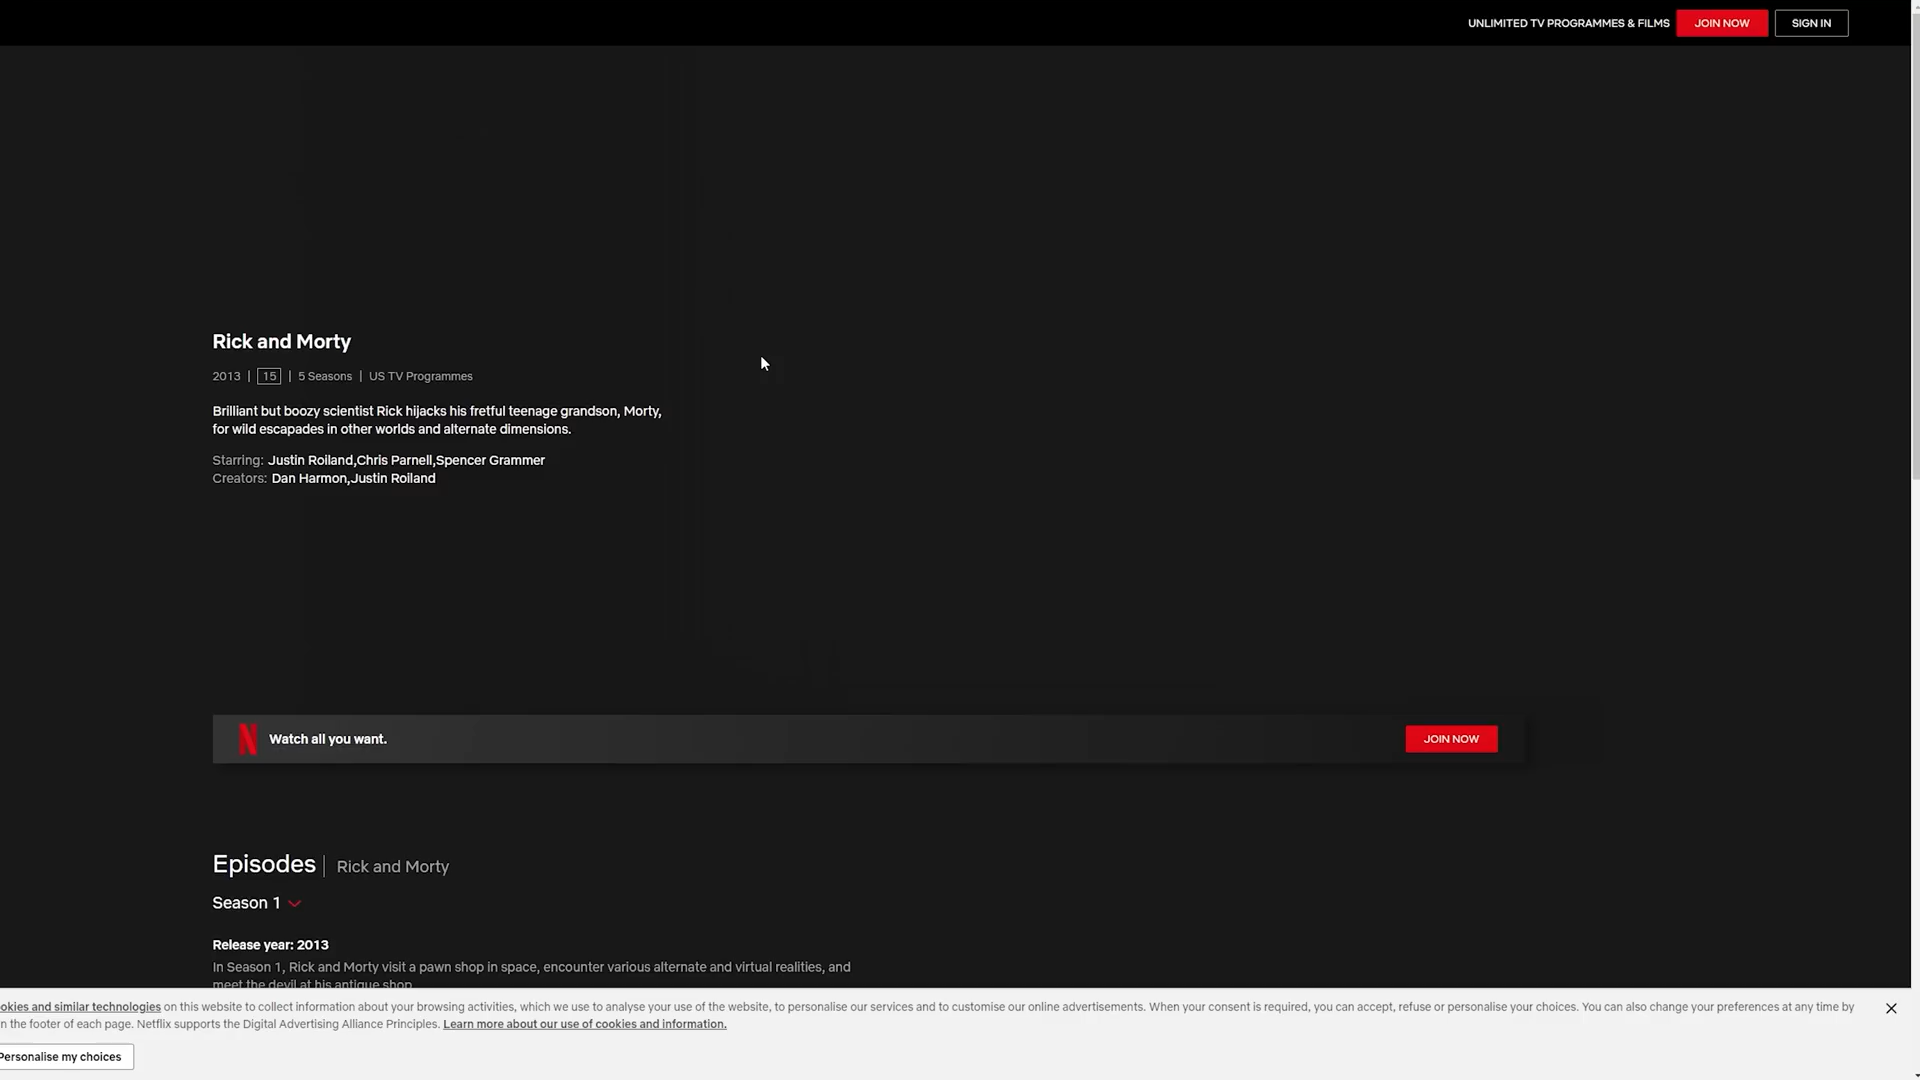 UNLIMITED TV PROGRAMMES & FILMS JOIN NOW SIGN IN
Rick and Morty
2013 | 15 | 5 Seasons | US TV Programmes
Brilliant but boozy scientist Rick hijacks his fretful teenage grandson, Morty,
for wild escapades in other worlds and alternate dimensions.
Starring: Justin Roiland,Chris Parnell,Spencer Grammer
Creators: Dan Harmon,Justin Roiland
N Watch all you want. JOIN NOW
Episodes | Rick and Morty
Season 1
Release year: 2013
In Season 1, Rick and Morty visit a pawn shop in space, encounter various alternate and virtual realities, and
meet the devil at his antique shop
okies and similar technologies on this website to collect information about your browsing activities, which we use to analyse your use of the website, to personalise our services and to customise our online advertisements. When your consent is required, you can accept, refuse or personalise your choices. You can also change your preferences at any time by
n the footer of each page. Netflix supports the Digital Advertising Alliance Principles. Learn more about our use of cookies and information.
Personalise my choices